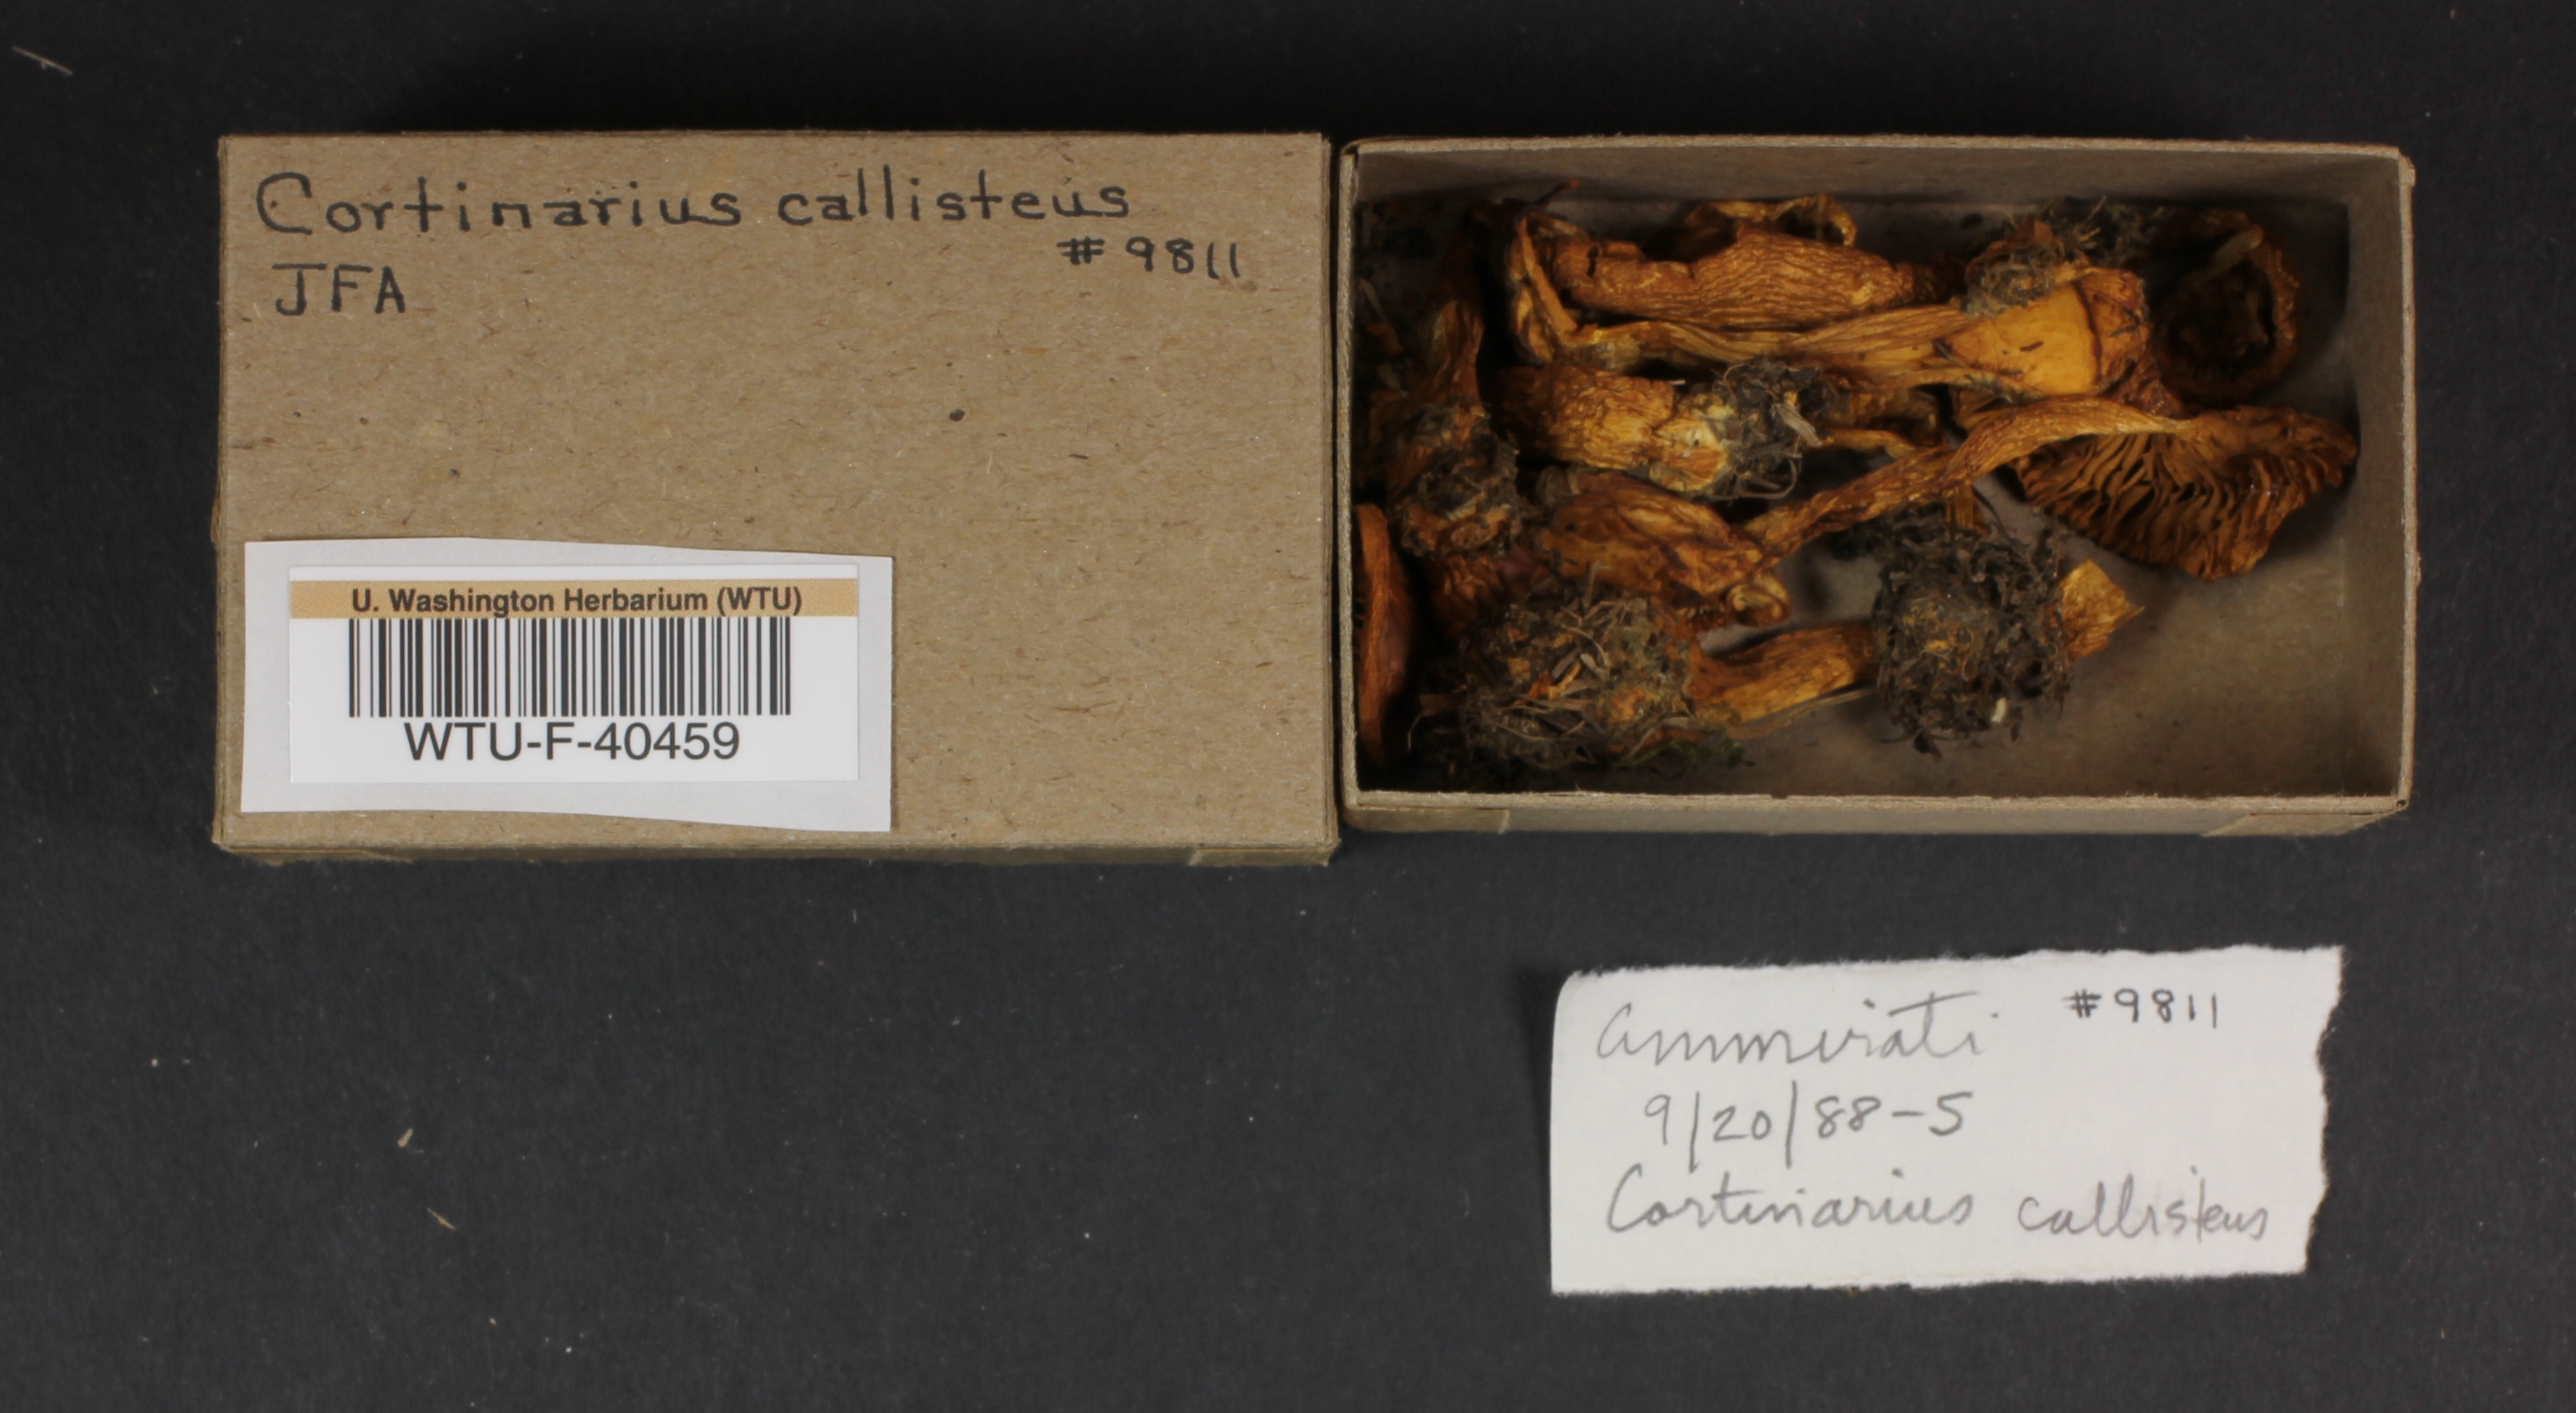 Cortinarius callisteus
# 9811
JFA
U. Washington Herbarium (WTU)
WTU-F-40459
Ammirati #9811
9/20/88-5
Cortinarius callisteus